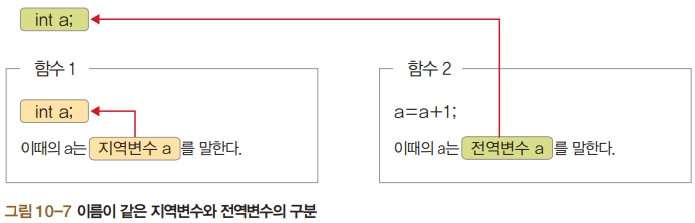 int a;
함수 1
int a;
이때의 a는 지역변수 a 를 말한다.
함수 2
a=a+1;
이때의 a는 전역변수 a 를 말한다.
그림 10-7 이름이 같은 지역변수와 전역변수의 구분